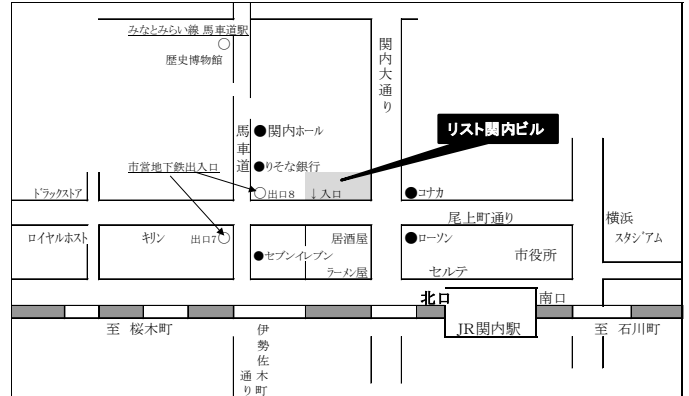 みなとみらい線 馬車道駅
歴史博物館
関内大通り
馬車道
●関内ホール
リスト関内ビル
●りそな銀行
市営地下鉄出入口
ドラックストア
○出口8
↓入口
●コナカ
尾上町通り
横浜
スタジアム
ロイヤルホスト
キリン
出口7○
居酒屋
●ローソン
●セブンイレブン
市役所
ラーメン屋
セルテ
北口
南口
至 桜木町
JR関内駅
至 石川町
伊勢佐木町通り